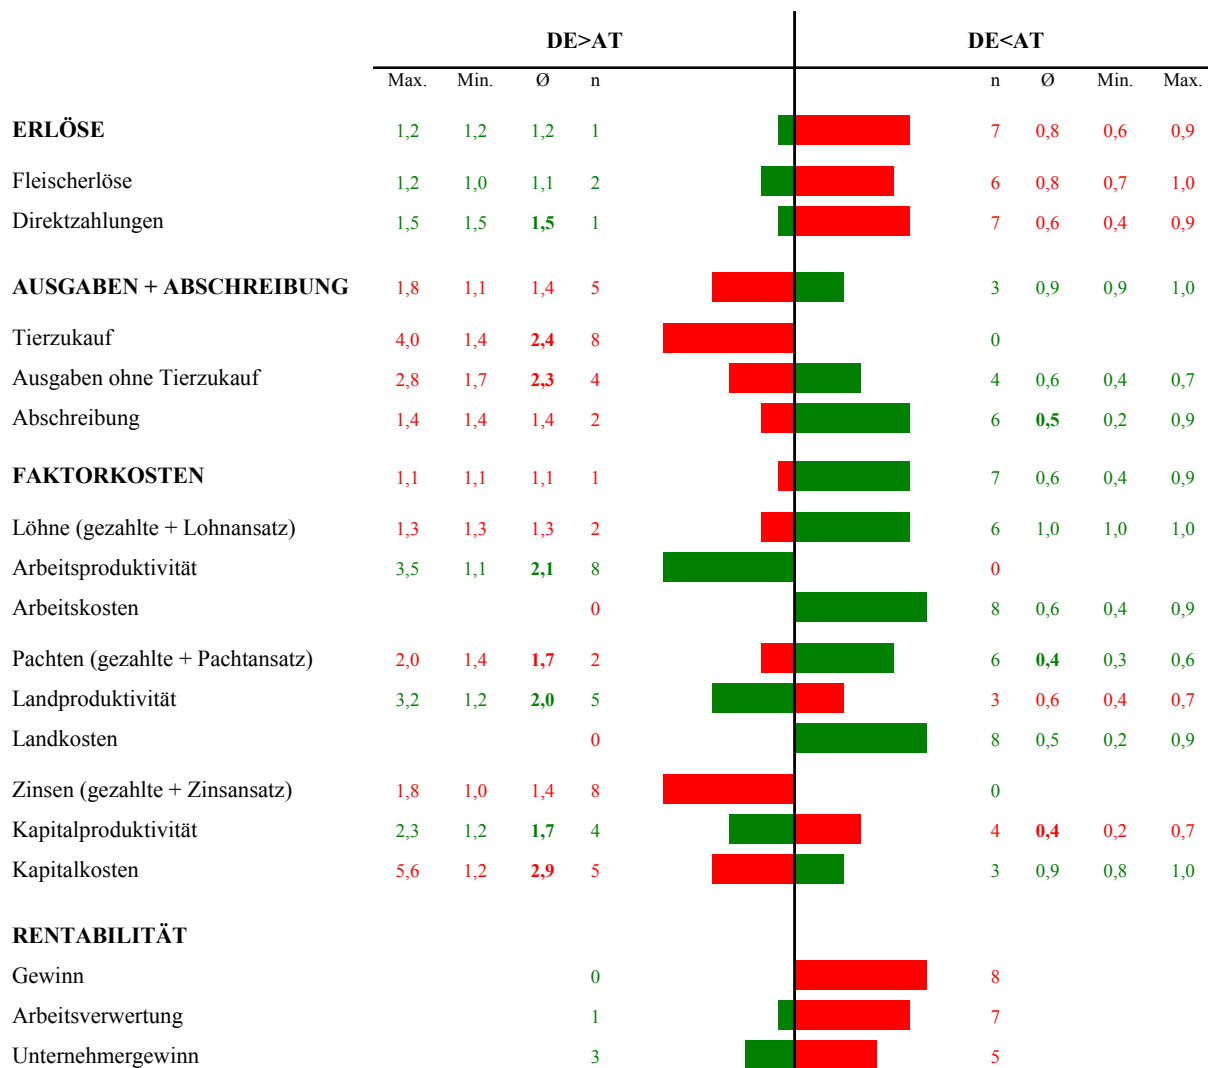 DE>AT DE<AT
Max. Min. Ø n n Ø Min. Max.
ERLÖSE 1,2 1,2 1,2 1 7 0,8 0,6 0,9
Fleischerlöse 1,2 1,0 1,1 2 6 0,8 0,7 1,0
Direktzahlungen 1,5 1,5 1,5 1 7 0,6 0,4 0,9
AUSGABEN + ABSCHREIBUNG 1,8 1,1 1,4 5 3 0,9 0,9 1,0
Tierzukauf 4,0 1,4 2,4 8 0
Ausgaben ohne Tierzukauf 2,8 1,7 2,3 4 4 0,6 0,4 0,7
Abschreibung 1,4 1,4 1,4 2 6 0,5 0,2 0,9
FAKTORKOSTEN 1,1 1,1 1,1 1 7 0,6 0,4 0,9
Löhne (gezahlte + Lohnansatz) 1,3 1,3 1,3 2 6 1,0 1,0 1,0
Arbeitsproduktivität 3,5 1,1 2,1 8 0
Arbeitskosten 0 8 0,6 0,4 0,9
Pachten (gezahlte + Pachtansatz) 2,0 1,4 1,7 2 6 0,4 0,3 0,6
Landproduktivität 3,2 1,2 2,0 5 3 0,6 0,4 0,7
Landkosten 0 8 0,5 0,2 0,9
Zinsen (gezahlte + Zinsansatz) 1,8 1,0 1,4 8 0
Kapitalproduktivität 2,3 1,2 1,7 4 4 0,4 0,2 0,7
Kapitalkosten 5,6 1,2 2,9 5 3 0,9 0,8 1,0
RENTABILITÄT
Gewinn 0 8
Arbeitsverwertung 1 7
Unternehmergewinn 3 5